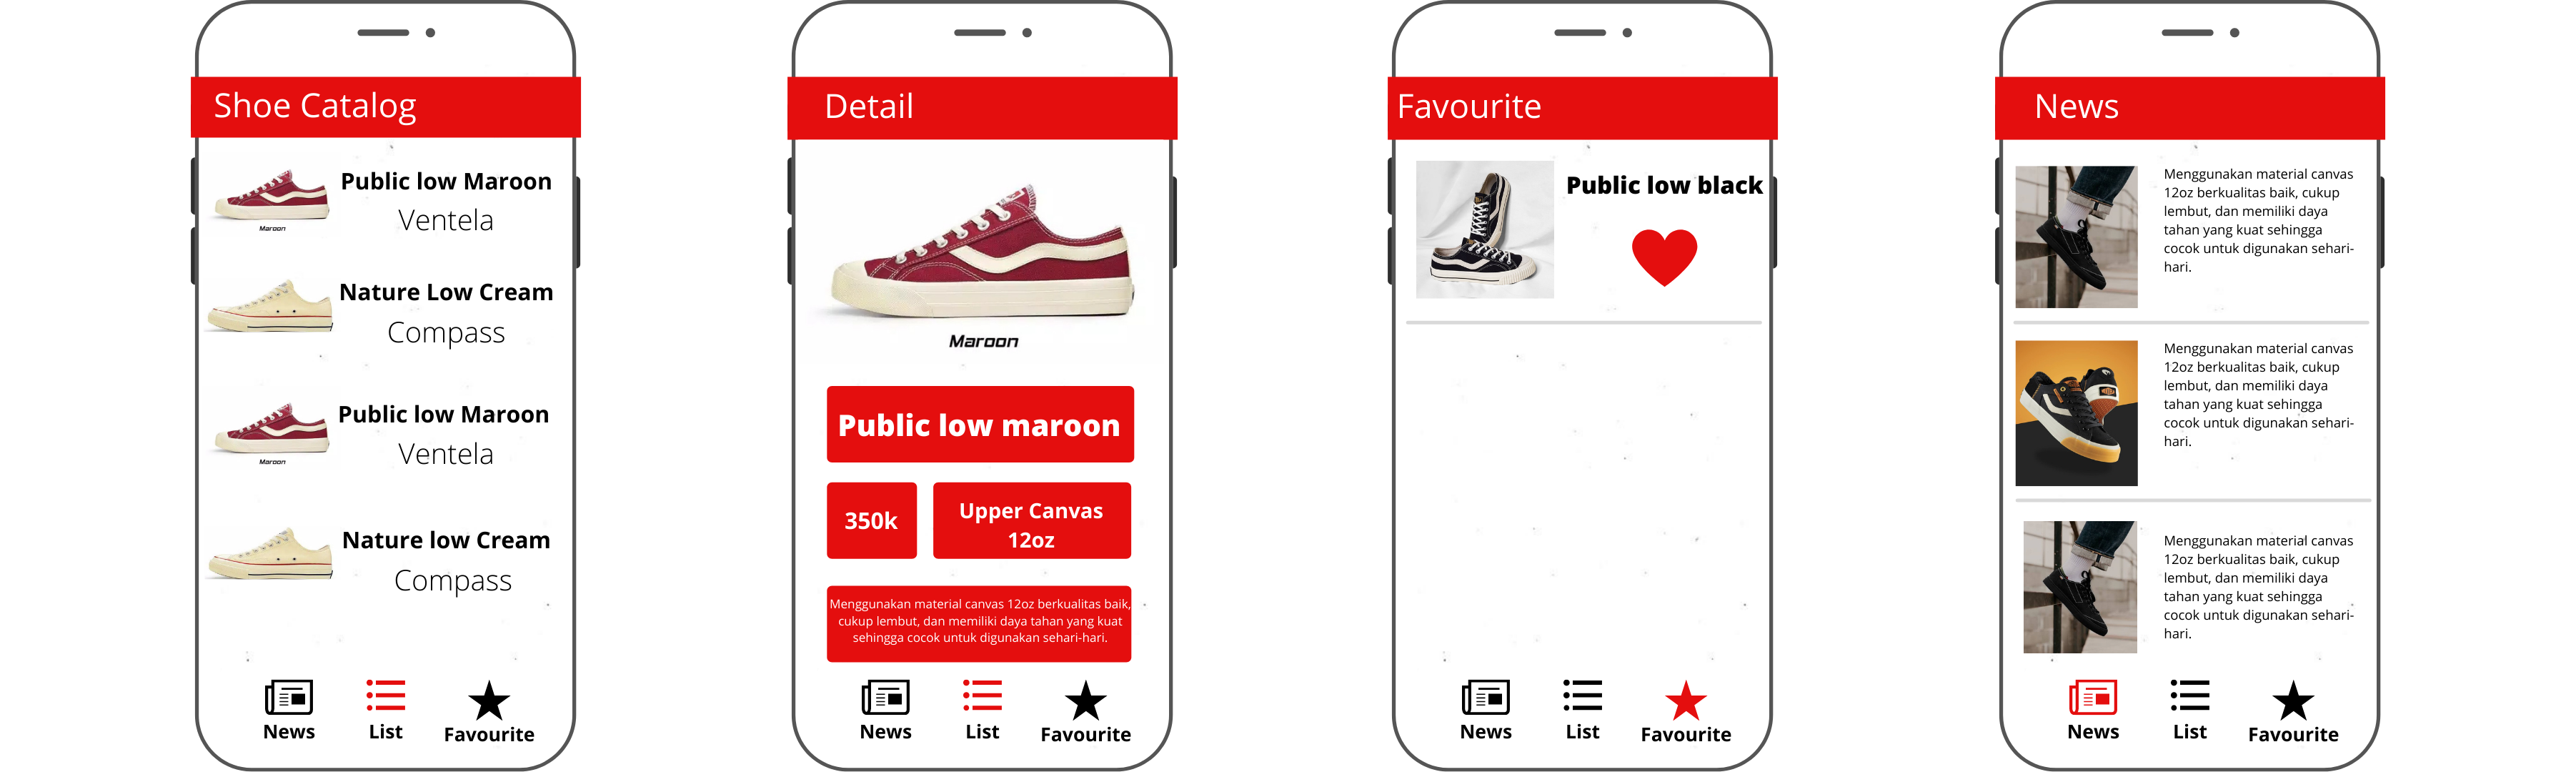 Shoe Catalog
Public low Maroon
Ventela
Maroon
Nature Low Cream
Compass
Public low Maroon
Ventela
Maroon
Nature low Cream
Compass
News
List
Favourite
Detail
Maroon
Public low maroon
350k
Upper Canvas
12oz
Menggunakan material canvas 12oz berkualitas baik,
cukup lembut, dan memiliki daya tahan yang kuat
sehingga cocok untuk digunakan sehari-hari.
News
List
Favourite
Favourite
Public low black
News
List
Favourite
News
Menggunakan material canvas
12oz berkualitas baik, cukup
lembut, dan memiliki daya
tahan yang kuat sehingga
cocok untuk digunakan sehari-
hari.
Menggunakan material canvas
12oz berkualitas baik, cukup
lembut, dan memiliki daya
tahan yang kuat sehingga
cocok untuk digunakan sehari-
hari.
Menggunakan material canvas
12oz berkualitas baik, cukup
lembut, dan memiliki daya
tahan yang kuat sehingga
cocok untuk digunakan sehari-
hari.
News
List
Favourite